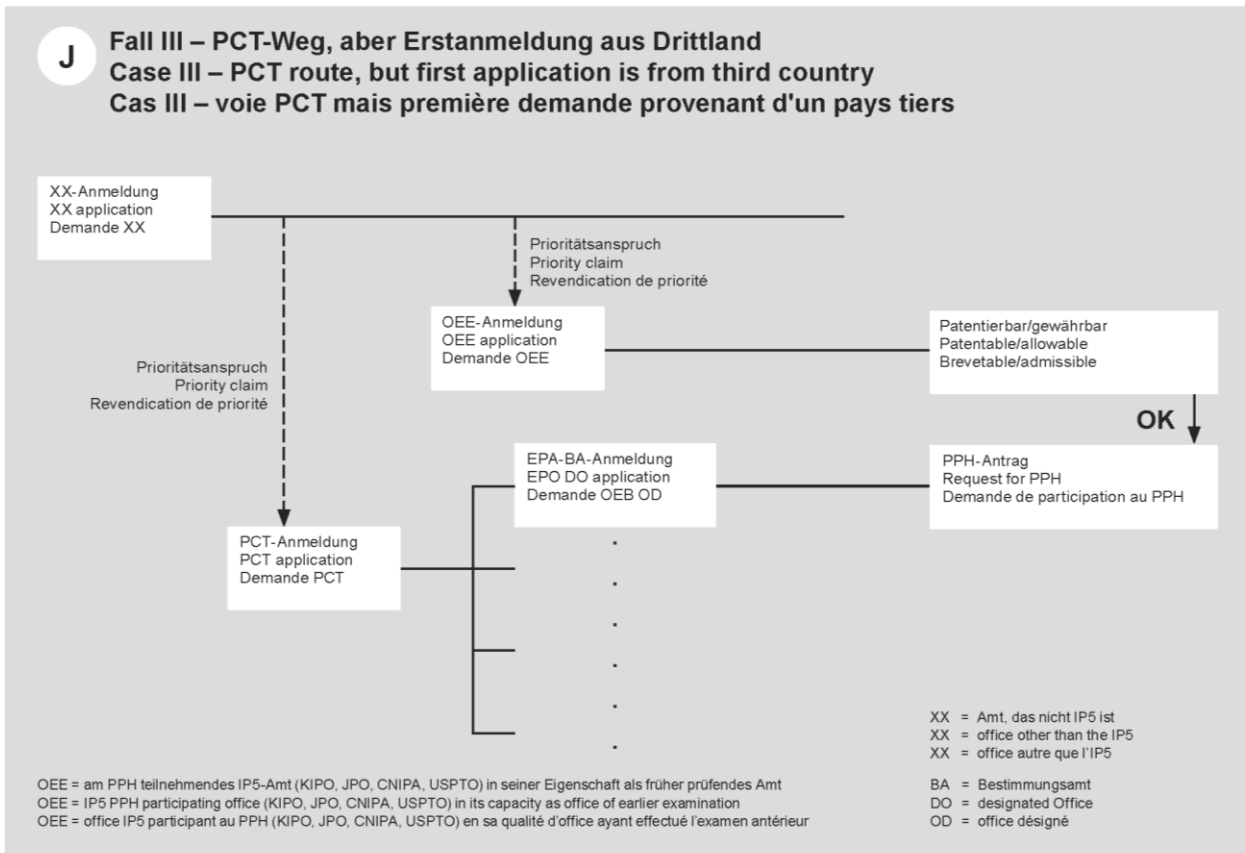 J
Fall III – PCT-Weg, aber Erstanmeldung aus Drittland
Case III – PCT route, but first application is from third country
Cas III – voie PCT mais première demande provenant d'un pays tiers
XX-Anmeldung
XX application
Demande XX
Prioritätsanspruch
Priority claim
Revendication de priorité
OEE-Anmeldung
OEE application
Demande OEE
Patentierbar/gewährbar
Patentable/allowable
Brevetable/admissible
Prioritätsanspruch
Priority claim
Revendication de priorité
OK
EPA-BA-Anmeldung
EPO DO application
Demande OEB OD
PPH-Antrag
Request for PPH
Demande de participation au PPH
PCT-Anmeldung
PCT application
Demande PCT
XX = Amt, das nicht IP5 ist
XX = office other than the IP5
XX = office autre que l'IP5
OEE = am PPH teilnehmendes IP5-Amt (KIPO, JPO, CNIPA, USPTO) in seiner Eigenschaft als früher prüfendes Amt
OEE = IP5 PPH participating office (KIPO, JPO, CNIPA, USPTO) in its capacity as office of earlier examination
OEE = office IP5 participant au PPH (KIPO, JPO, CNIPA, USPTO) en sa qualité d'office ayant effectué l'examen antérieur
BA = Bestimmungsamt
DO = designated Office
OD = office désigné